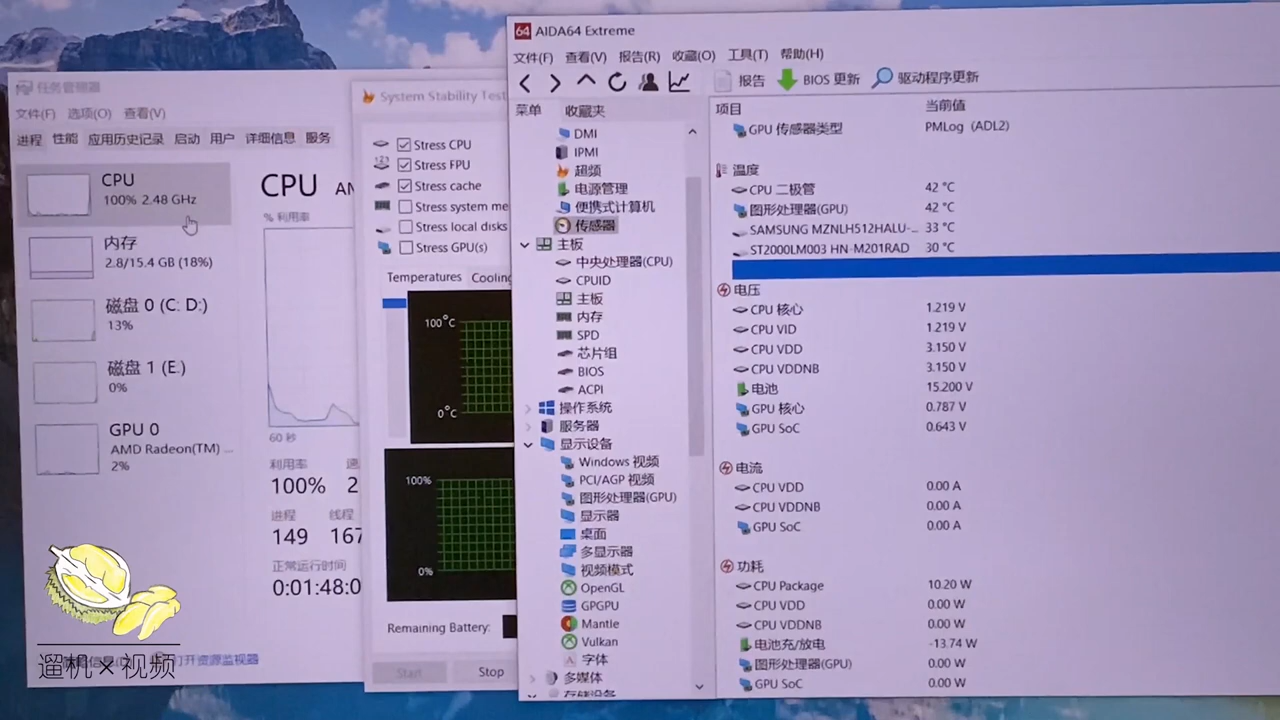 任务管理器
文件(F) 选项(O) 查看(V)
进程 性能 应用历史记录 启动 用户 详细信息 服务
CPU
100% 2.48 GHz
内存
2.8/15.4 GB (18%)
磁盘 0 (C: D:)
13%
磁盘 1 (E:)
0%
GPU 0
AMD Radeon(TM) ...
2%
CPU
% 利用率
60 秒
利用率
100% 2
进程 线程
149 167
正常运行时间
0:01:48:0
打开资源监视器
遛机×视频
System Stability Test
Stress CPU
Stress FPU
Stress cache
Stress system me
Stress local disks
Stress GPU(s)
Temperatures Cooling
100°C
0°C
100%
0%
Remaining Battery:
Start Stop
64 AIDA64 Extreme
文件(F) 查看(V) 报告(R) 收藏(O) 工具(T) 帮助(H)
报告 BIOS 更新 驱动程序更新
菜单 收藏夹
DMI
IPMI
超频
电源管理
便携式计算机
传感器
主板
中央处理器(CPU)
CPUID
主板
内存
SPD
芯片组
BIOS
ACPI
操作系统
服务器
显示设备
Windows 视频
PCI/AGP 视频
图形处理器(GPU)
显示器
桌面
多显示器
视频模式
OpenGL
GPGPU
Mantle
Vulkan
字体
多媒体
存储设备
项目 当前值
GPU 传感器类型 PMLog (ADL2)
温度
CPU 二极管 42 °C
图形处理器(GPU) 42 °C
SAMSUNG MZNLH512HALU-... 33 °C
ST2000LM003 HN-M201RAD 30 °C
电压
CPU 核心 1.219 V
CPU VID 1.219 V
CPU VDD 3.150 V
CPU VDDNB 3.150 V
电池 15.200 V
GPU 核心 0.787 V
GPU SoC 0.643 V
电流
CPU VDD 0.00 A
CPU VDDNB 0.00 A
GPU SoC 0.00 A
功耗
CPU Package 10.20 W
CPU VDD 0.00 W
CPU VDDNB 0.00 W
电池充/放电 -13.74 W
图形处理器(GPU) 0.00 W
GPU SoC 0.00 W